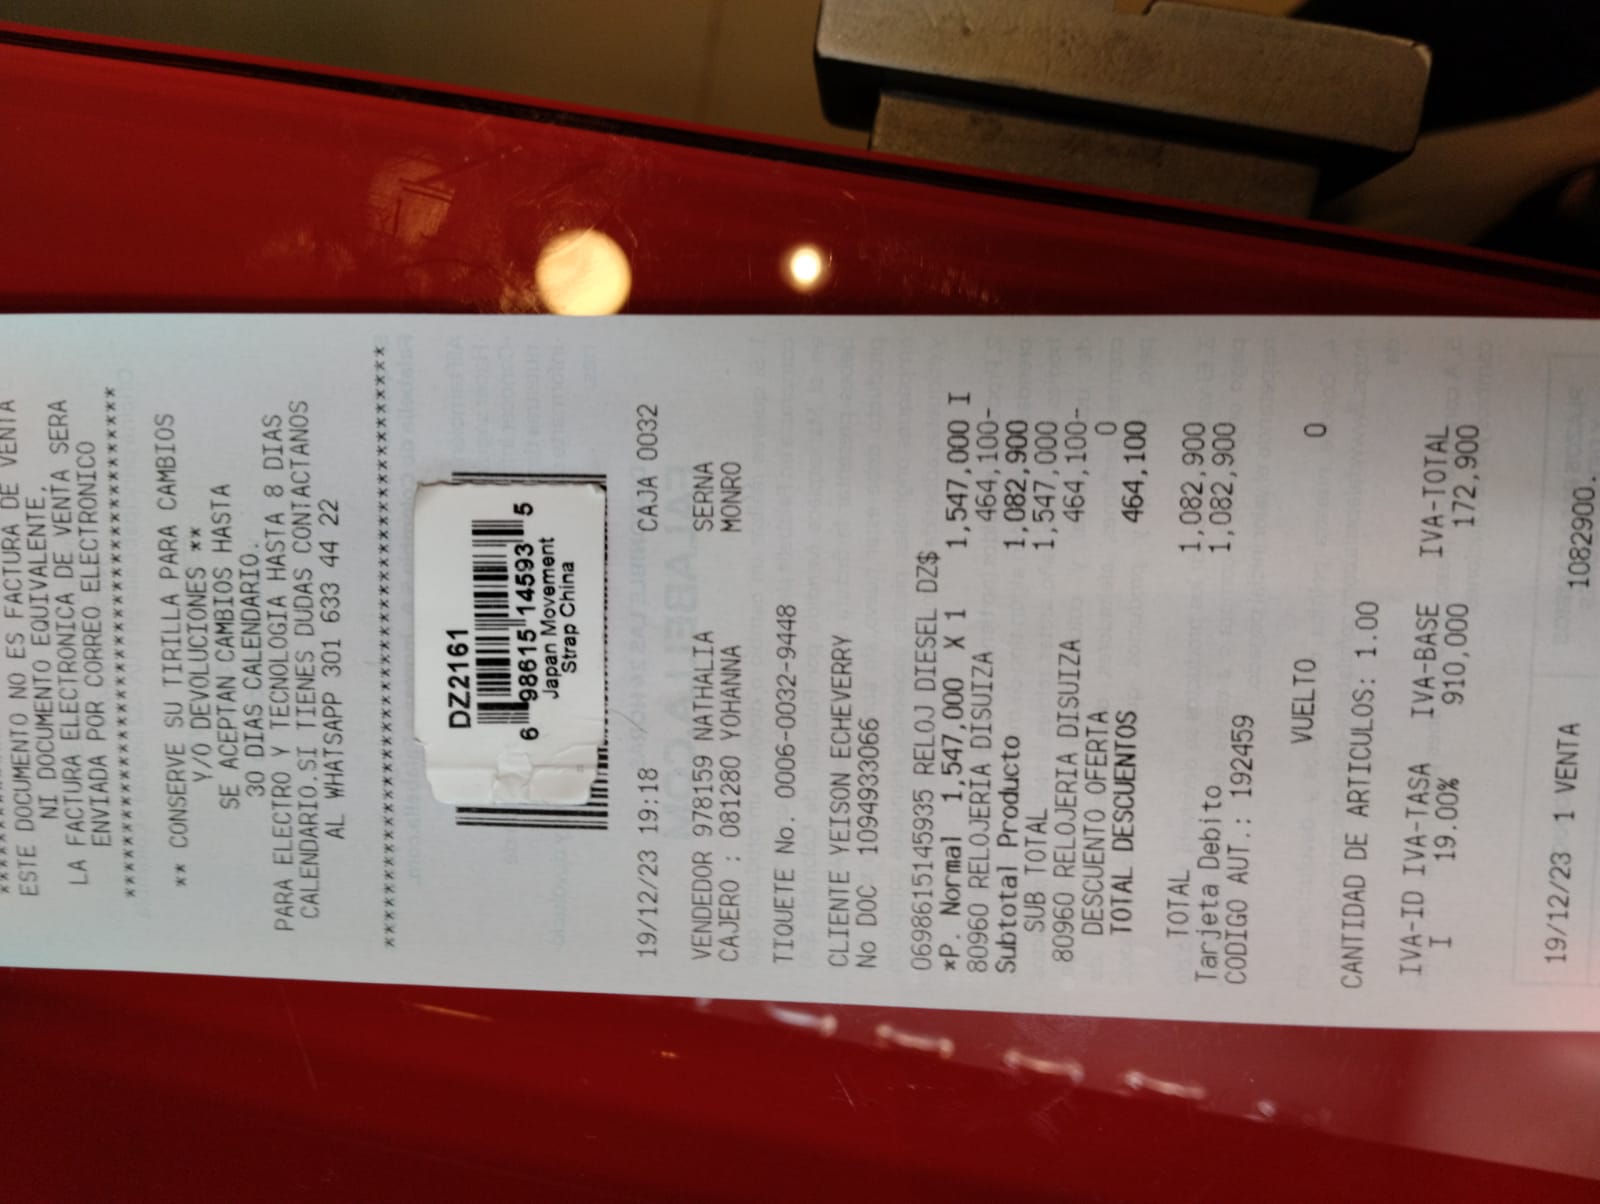 ESTE DOCUMENTO NO ES FACTURA DE VENTA
NI DOCUMENTO EQUIVALENTE,
LA FACTURA ELECTRONICA DE VENTA SERA
ENVIADA POR CORREO ELECTRONICO
****************************************
** CONSERVE SU TIRILLA PARA CAMBIOS
Y/O DEVOLUCIONES **
SE ACEPTAN CAMBIOS HASTA
30 DIAS CALENDARIO.
PARA ELECTRO Y TECNOLOGIA HASTA 8 DIAS
CALENDARIO.SI TIENES DUDAS CONTACTANOS
AL WHATSAPP 301 633 44 22
****************************************
DZ2161
6 98615 14593 5
Japan Movement
Strap China
19/12/23 19:18 CAJA 0032
VENDEDOR 978159 NATHALIA SERNA
CAJERO : 081280 YOHANNA MONRO
TIQUETE No. 0006-0032-9448
CLIENTE YEISON ECHEVERRY
No DOC 1094933066
0698615145935 RELOJ DIESEL DZ$
*P. Normal 1,547,000 X 1 1,547,000 I
80960 RELOJERIA DISUIZA 464,100-
Subtotal Producto 1,082,900
SUB TOTAL 1,547,000
80960 RELOJERIA DISUIZA 464,100-
DESCUENTO OFERTA 0
TOTAL DESCUENTOS 464,100
TOTAL 1,082,900
Tarjeta Debito 1,082,900
CODIGO AUT.: 192459
VUELTO 0
CANTIDAD DE ARTICULOS: 1.00
IVA-ID IVA-TASA IVA-BASE IVA-TOTAL
I 19.00% 910,000 172,900
19/12/23 1 VENTA 1082900.